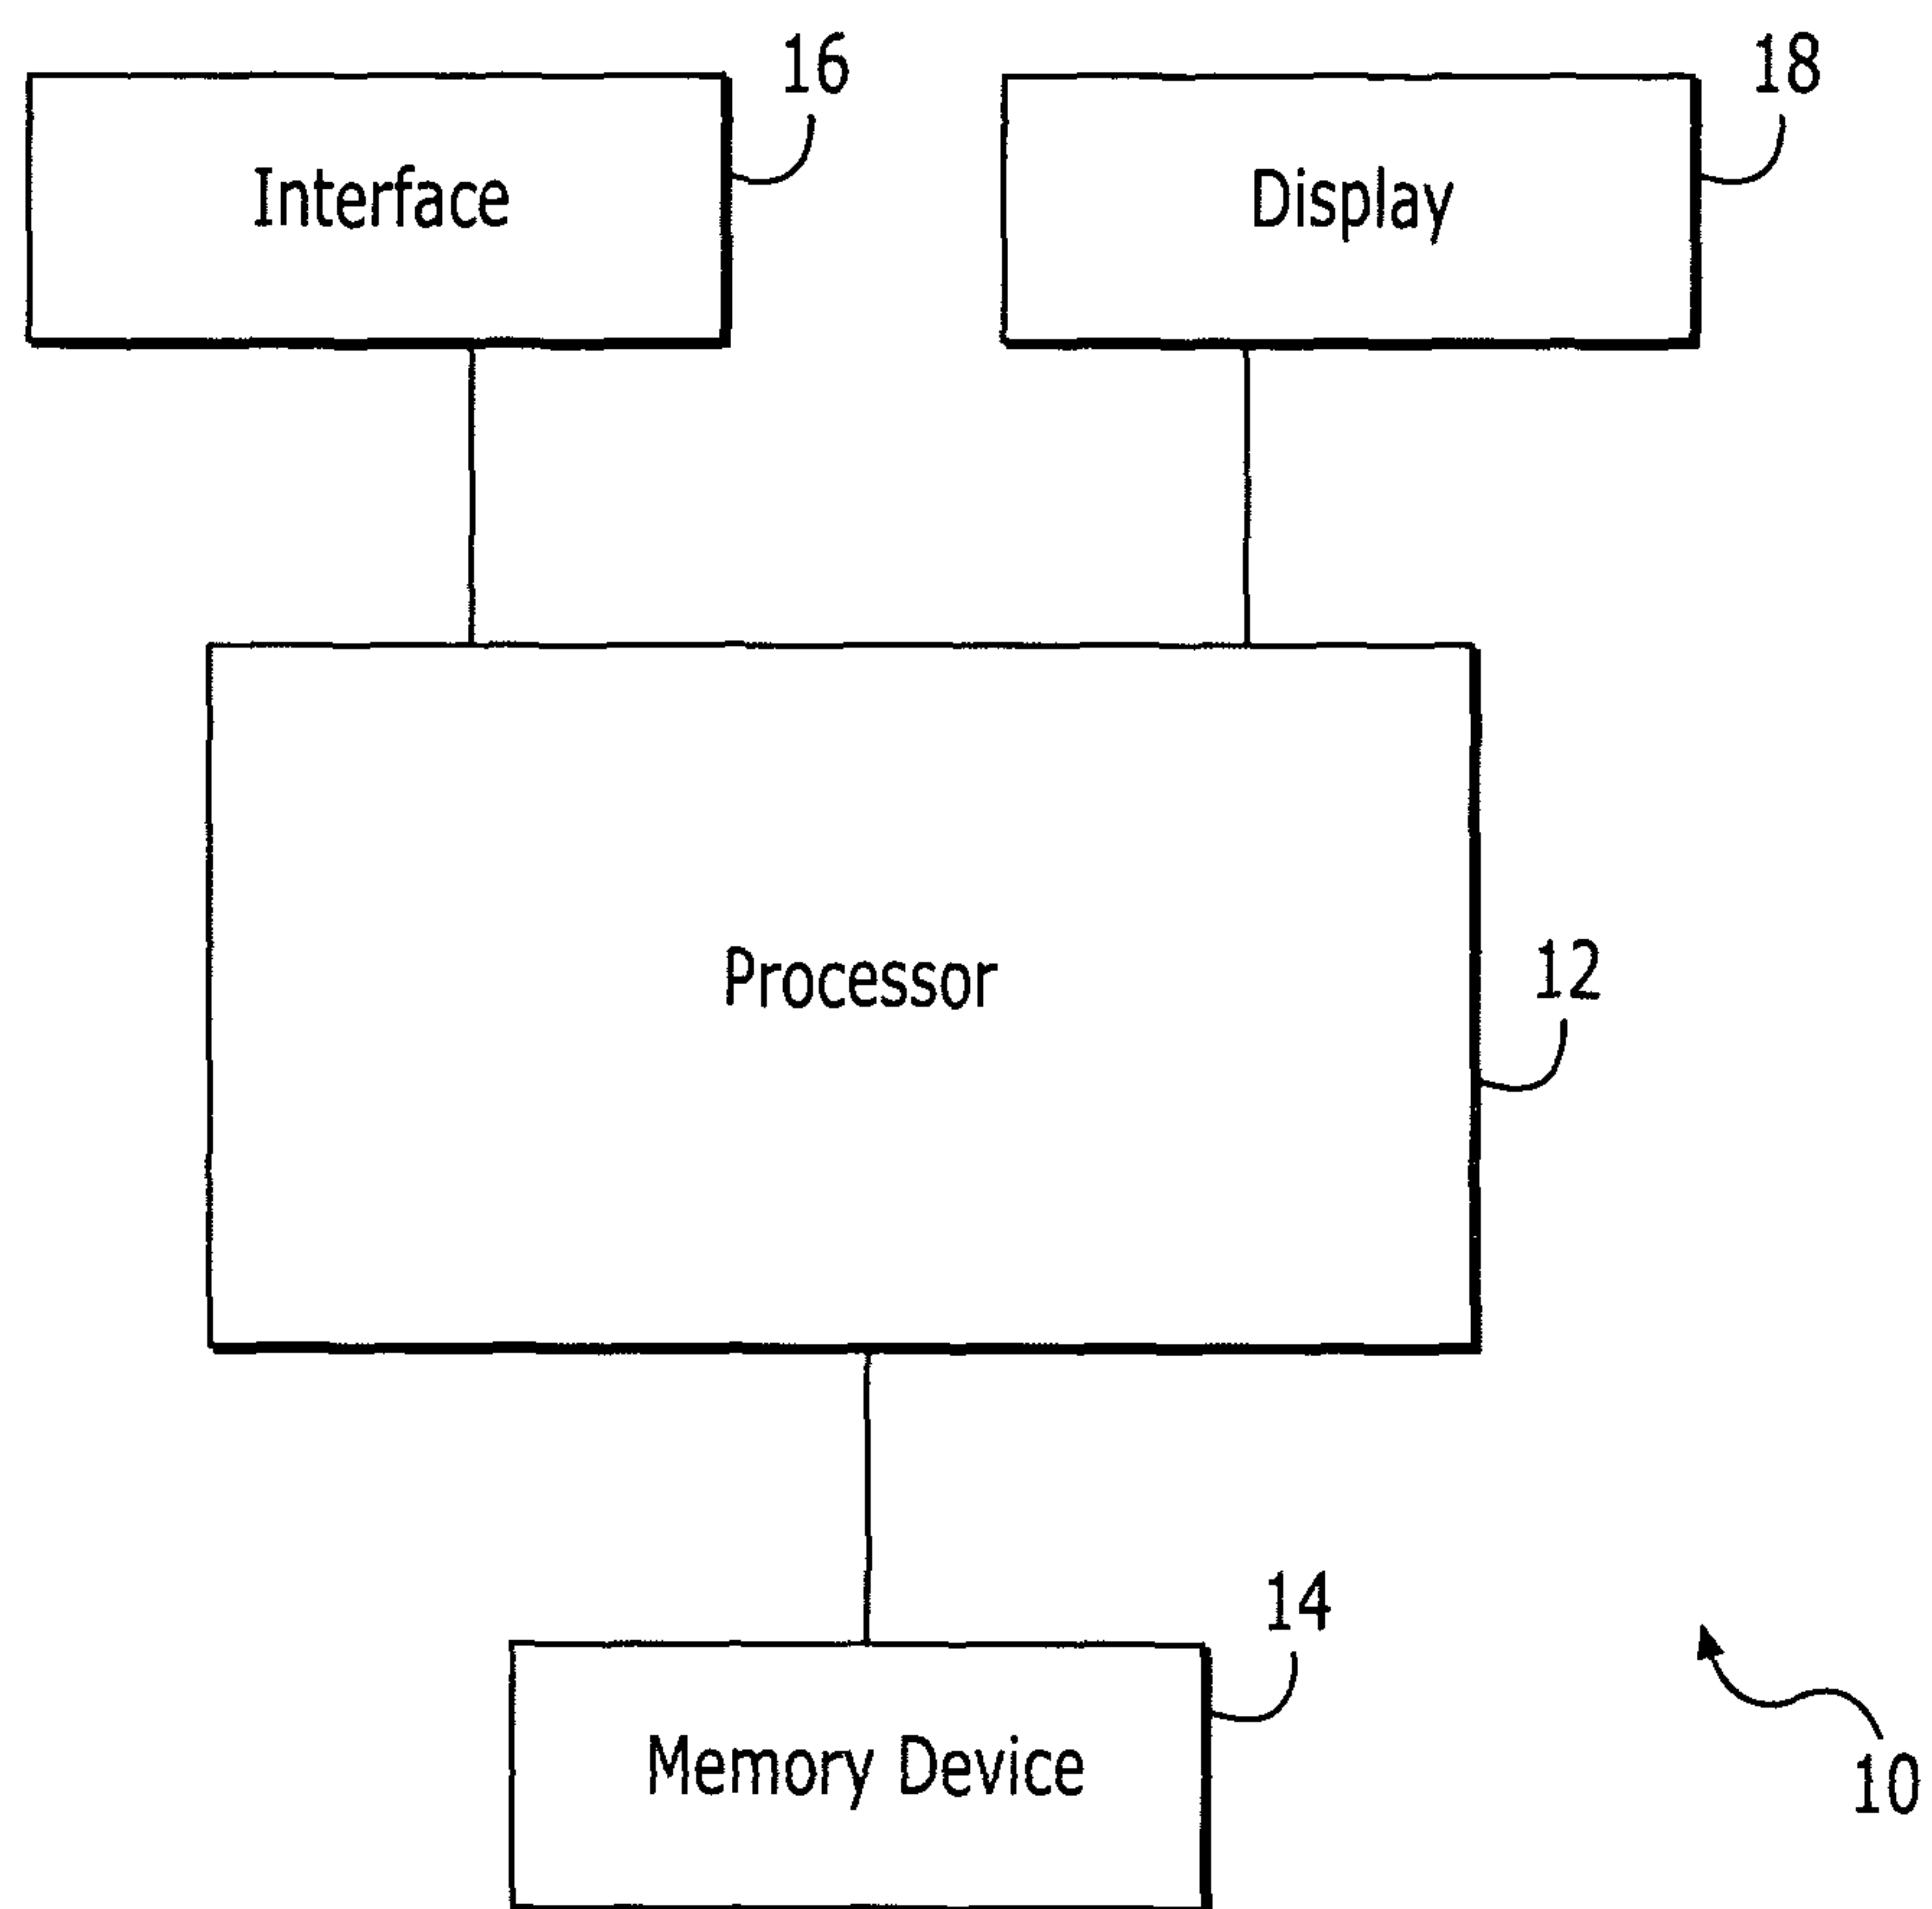 16
18
Interface
Display
Processor
12
14
Memory Device
10